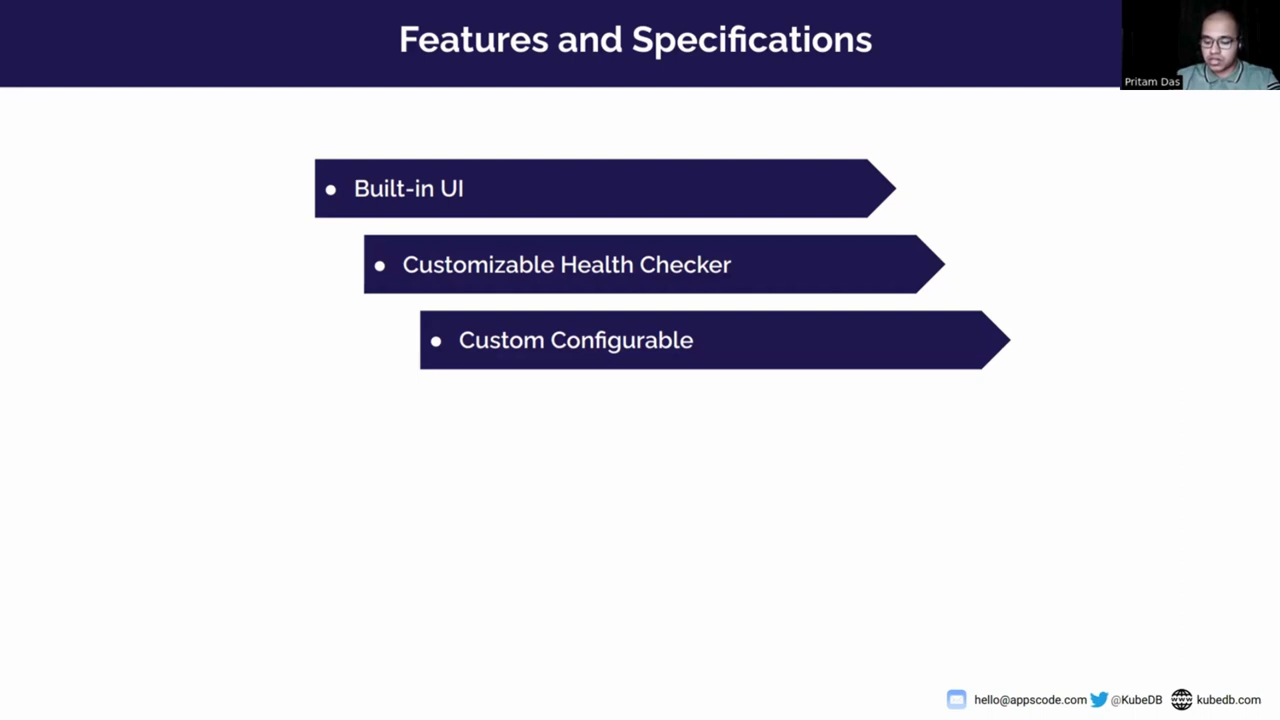 Features and Specifications
Pritam Das
● Built-in UI
● Customizable Health Checker
● Custom Configurable
hello@appscode.com @KubeDB www kubedb.com